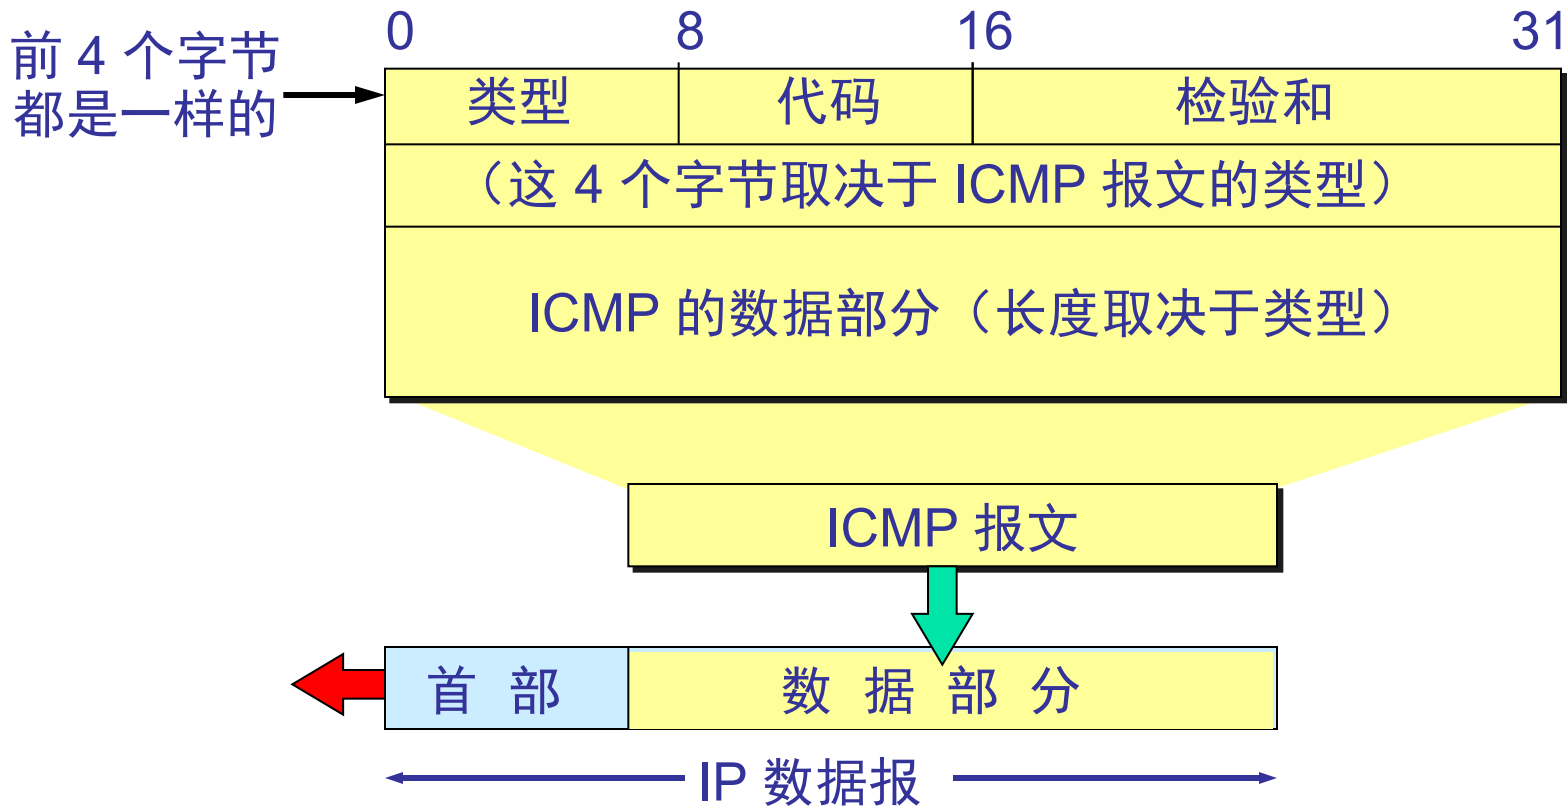 0 8 16 31
前 4 个字节
都是一样的
类型 代码 检验和
（这 4 个字节取决于 ICMP 报文的类型）
ICMP 的数据部分（长度取决于类型）
ICMP 报文
首 部 数 据 部 分
IP 数据报